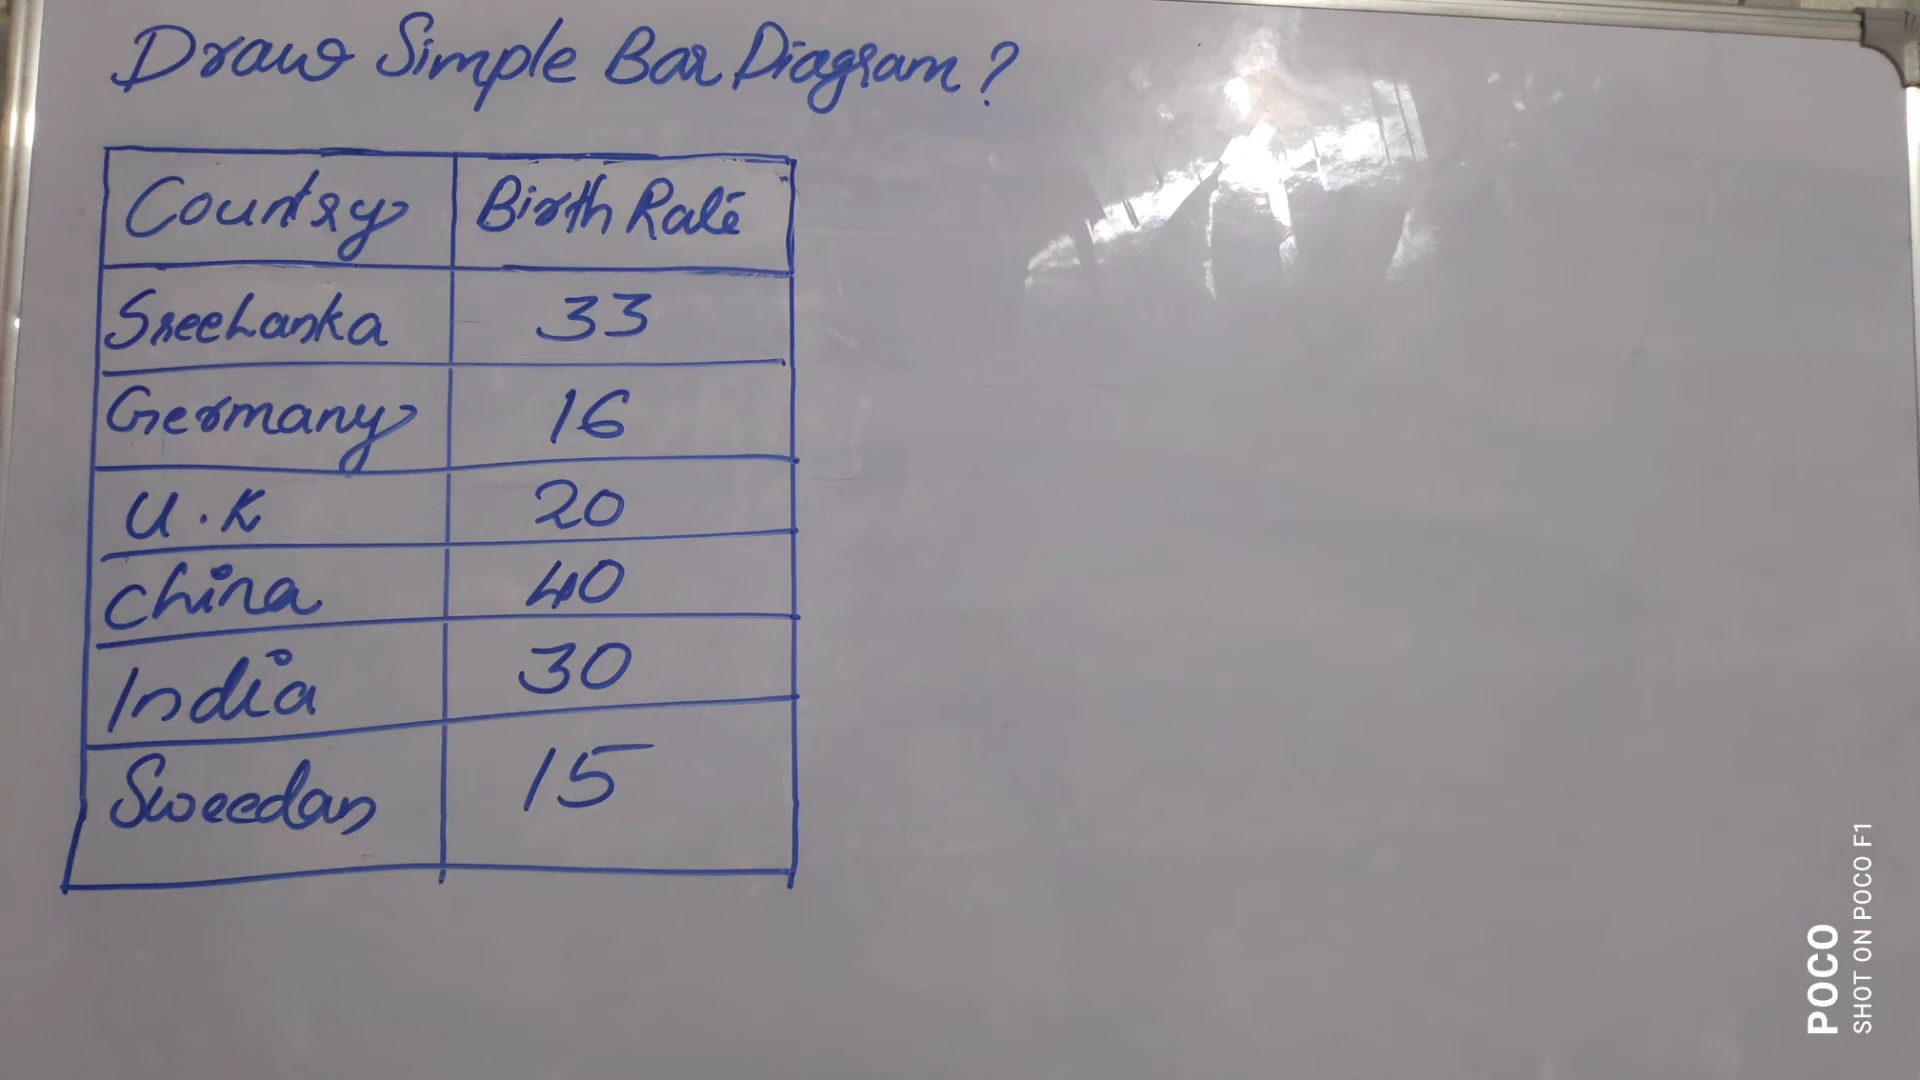 Draw Simple Bar Diagram?
Country Birth Rate
SreeLanka 33
Germany 16
U.K 20
china 40
India 30
Sweedan 15
POCO
SHOT ON POCO F1